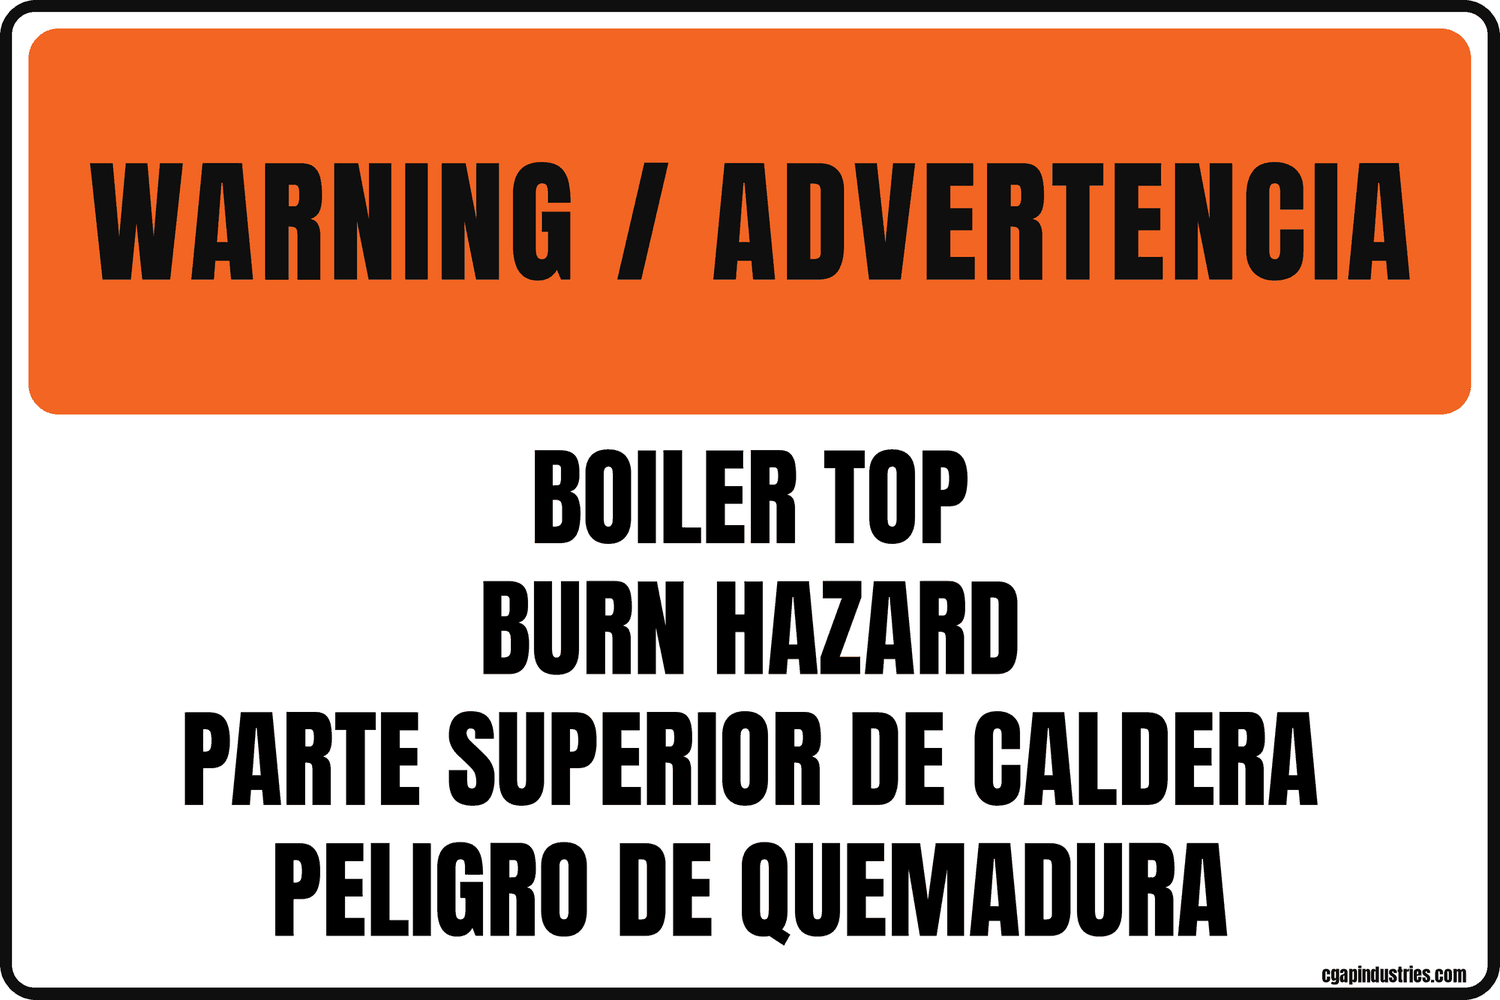 WARNING / ADVERTENCIA
BOILER TOP
BURN HAZARD
PARTE SUPERIOR DE CALDERA
PELIGRO DE QUEMADURA
cgapindustries.com